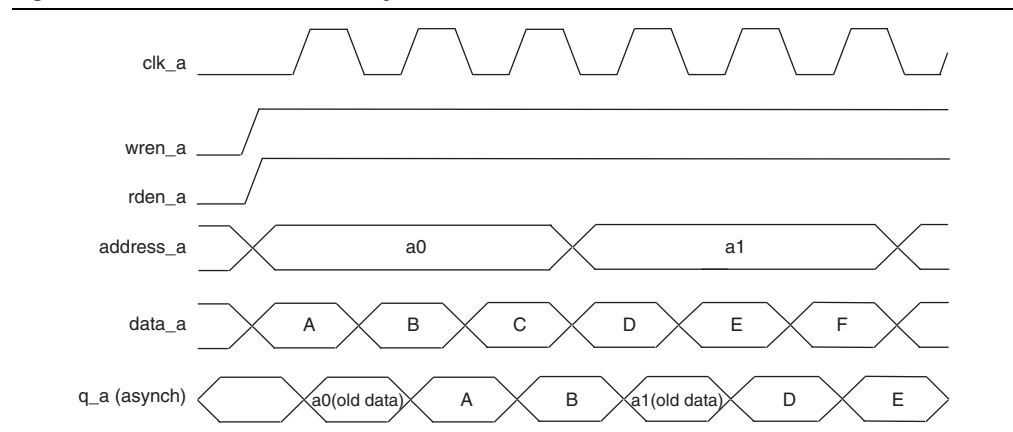 clk_a
wren_a
rden_a
address_a a0 a1
data_a A B C D E F
q_a (asynch) a0(old data) A B a1(old data) D E